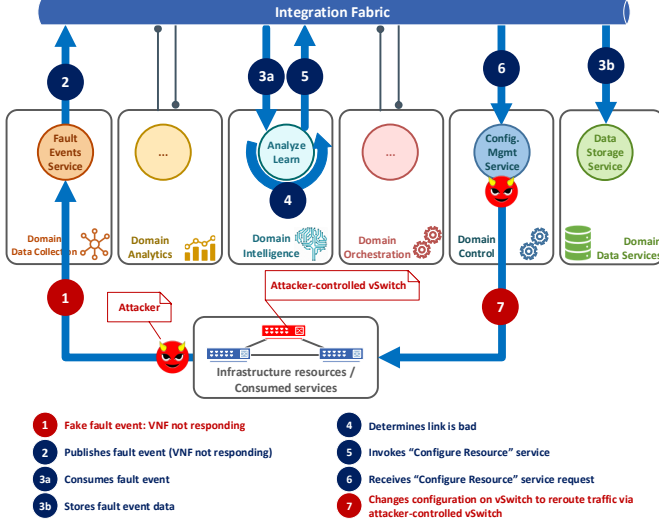 Integration Fabric
2
3a
5
6
3b
Fault
Events
Service
...
Analyze
Learn
...
Config.
Mgmt
Service
Data
Storage
Service
4
Domain
Data Collection
Domain
Analytics
Domain
Intelligence
Domain
Orchestration
Domain
Control
Domain
Data Services
1
Attacker
Attacker-controlled vSwitch
7
Infrastructure resources /
Consumed services
1 Fake fault event: VNF not responding
2 Publishes fault event (VNF not responding)
3a Consumes fault event
3b Stores fault event data
4 Determines link is bad
5 Invokes “Configure Resource” service
6 Receives “Configure Resource” service request
7 Changes configuration on vSwitch to reroute traffic via
attacker-controlled vSwitch